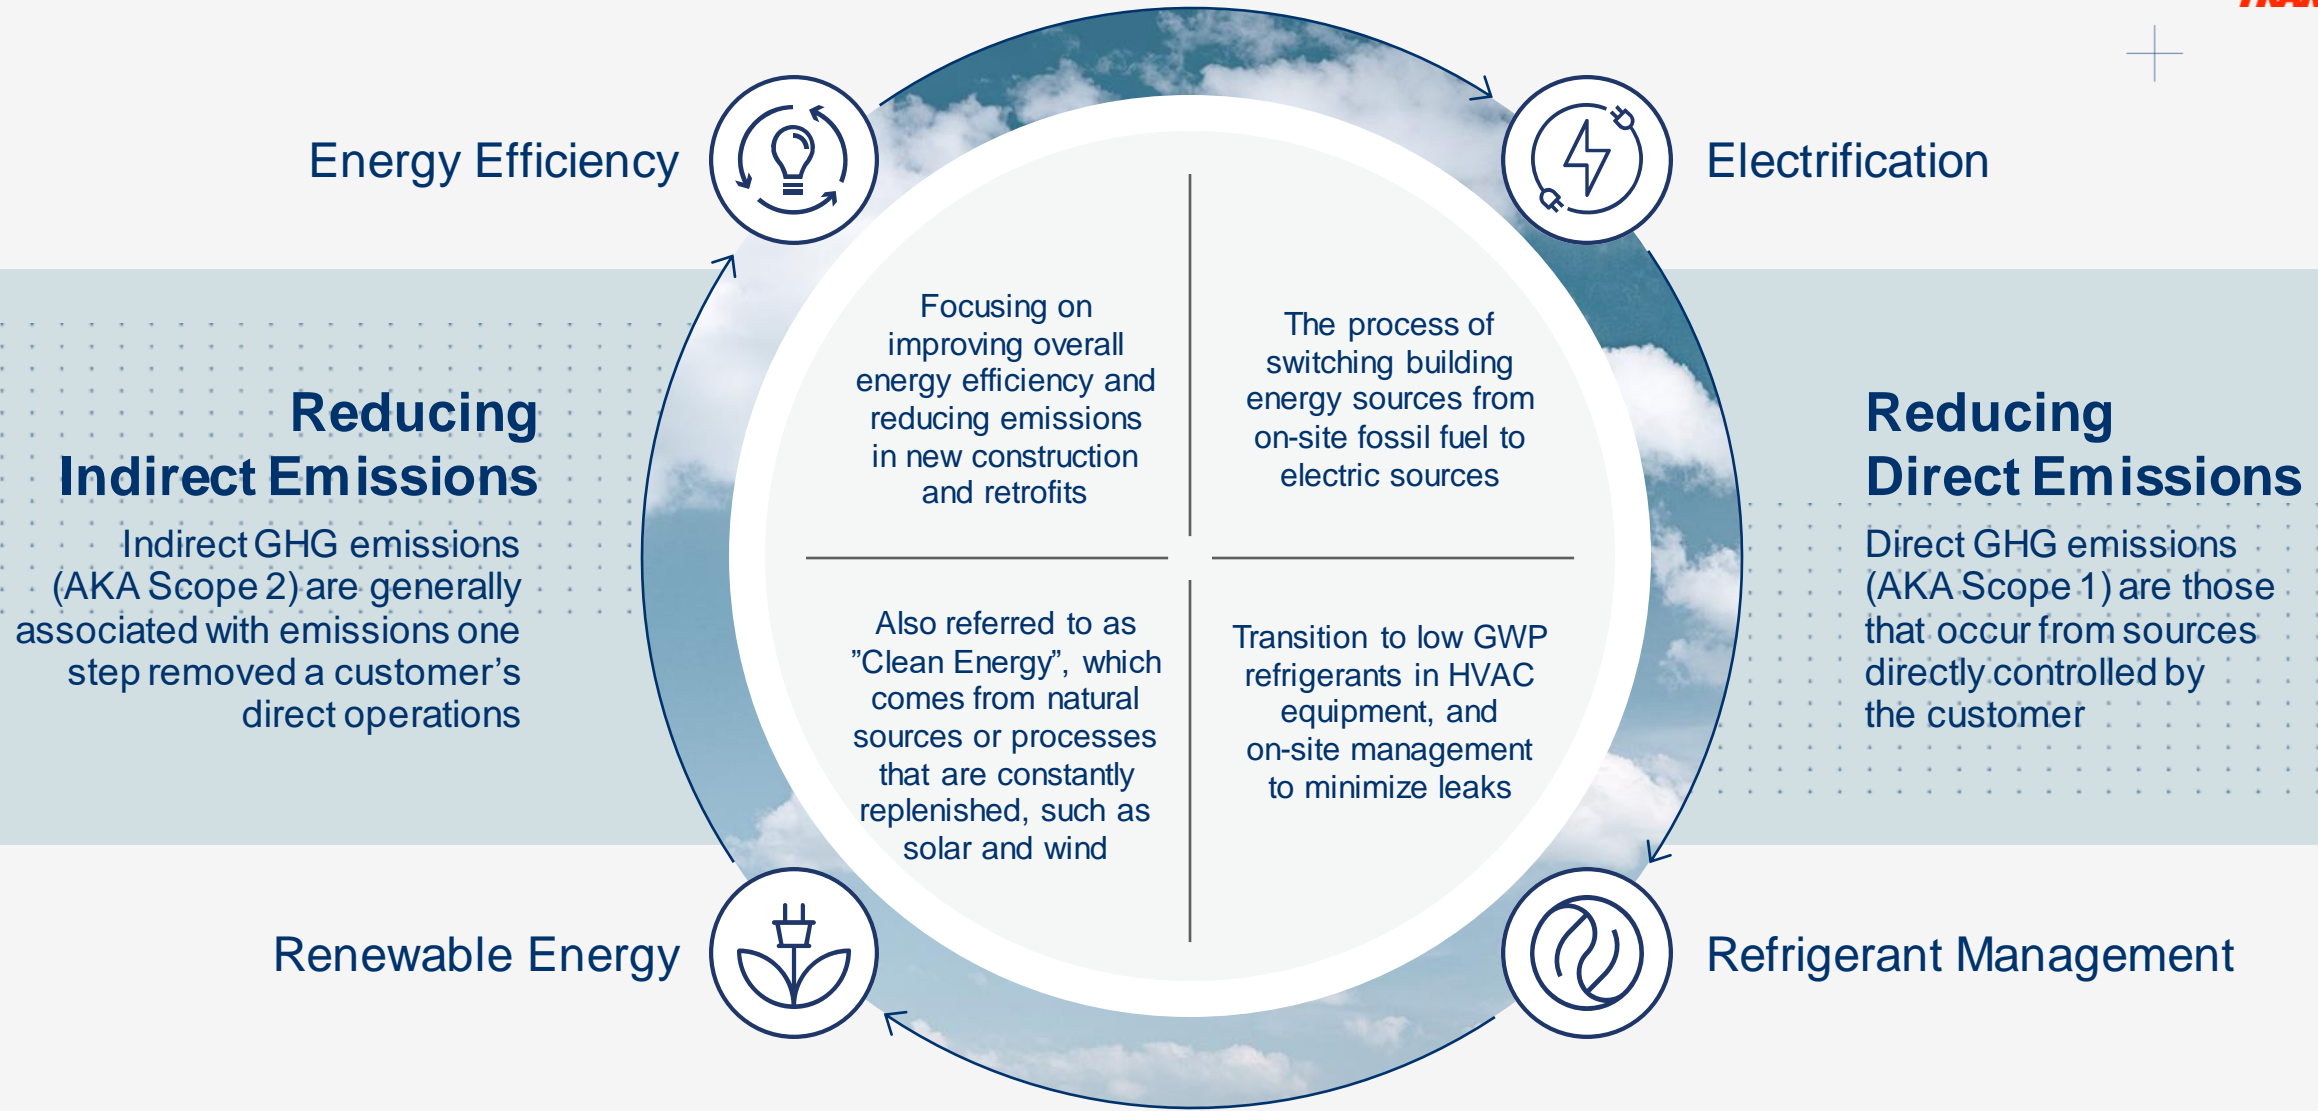 Energy Efficiency
Electrification
Focusing on
improving overall
energy efficiency and
reducing emissions
in new construction
and retrofits
The process of
switching building
energy sources from
on-site fossil fuel to
electric sources
Reducing
Indirect Emissions
Indirect GHG emissions
(AKA Scope 2) are generally
associated with emissions one
step removed a customer’s
direct operations
Reducing
Direct Emissions
Direct GHG emissions
(AKA Scope 1) are those
that occur from sources
directly controlled by
the customer
Also referred to as
”Clean Energy”, which
comes from natural
sources or processes
that are constantly
replenished, such as
solar and wind
Transition to low GWP
refrigerants in HVAC
equipment, and
on-site management
to minimize leaks
Renewable Energy
Refrigerant Management